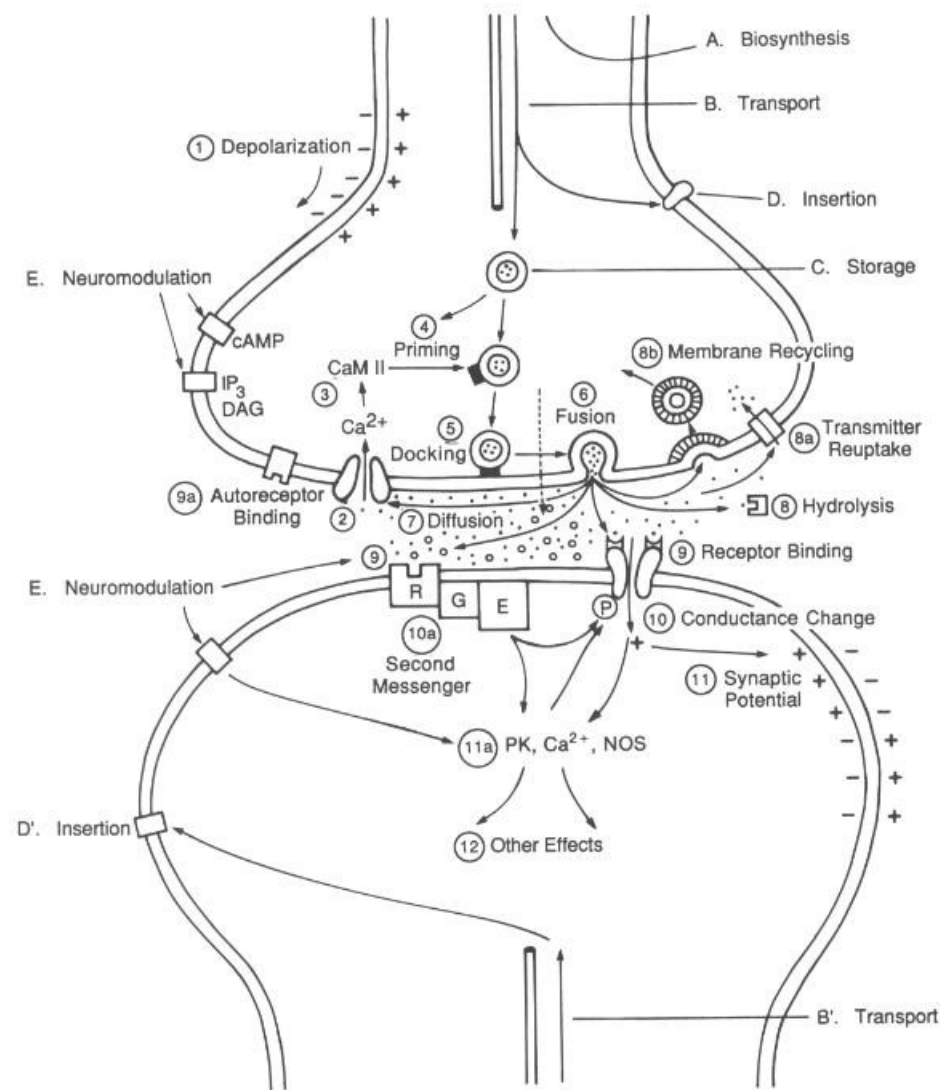 A. Biosynthesis
B. Transport
1 Depolarization
D. Insertion
E. Neuromodulation
C. Storage
cAMP
4
Priming
8b Membrane Recycling
CaM II
3
IP3
DAG
6
Fusion
Ca2+
5
Docking
8a Transmitter
Reuptake
9a Autoreceptor
Binding
2
7 Diffusion
8 Hydrolysis
9
9 Receptor Binding
E. Neuromodulation
R
G
E
P
10 Conductance Change
10a
Second
Messenger
11 Synaptic
Potential
11a PK, Ca2+, NOS
D'. Insertion
12 Other Effects
B'. Transport